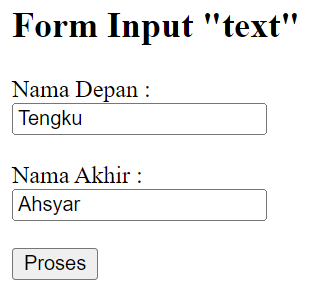 Form Input "text"
Nama Depan :
Tengku
Nama Akhir :
Ahsyar
Proses